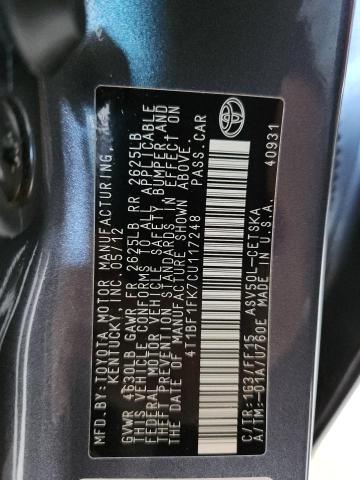 MFD.BY:TOYOTA MOTOR MANUFACTURING,
KENTUCKY, INC. 05/12
GVWR 4630LB GAWR FR 2625LB RR 2625LB
THIS VEHICLE CONFORMS TO ALL APPLICABLE
FEDERAL MOTOR VEHICLE SAFETY, BUMPER AND
THEFT PREVENTION STANDARDS IN EFFECT ON
THE DATE OF MANUFACTURE SHOWN ABOVE.
4T1BF1FK7CU117248 PASS.CAR
C/TR:1G3/FF15 ASV50L-CETSKA
A/TM:-01A/U760E MADE IN U.S.A.
40931